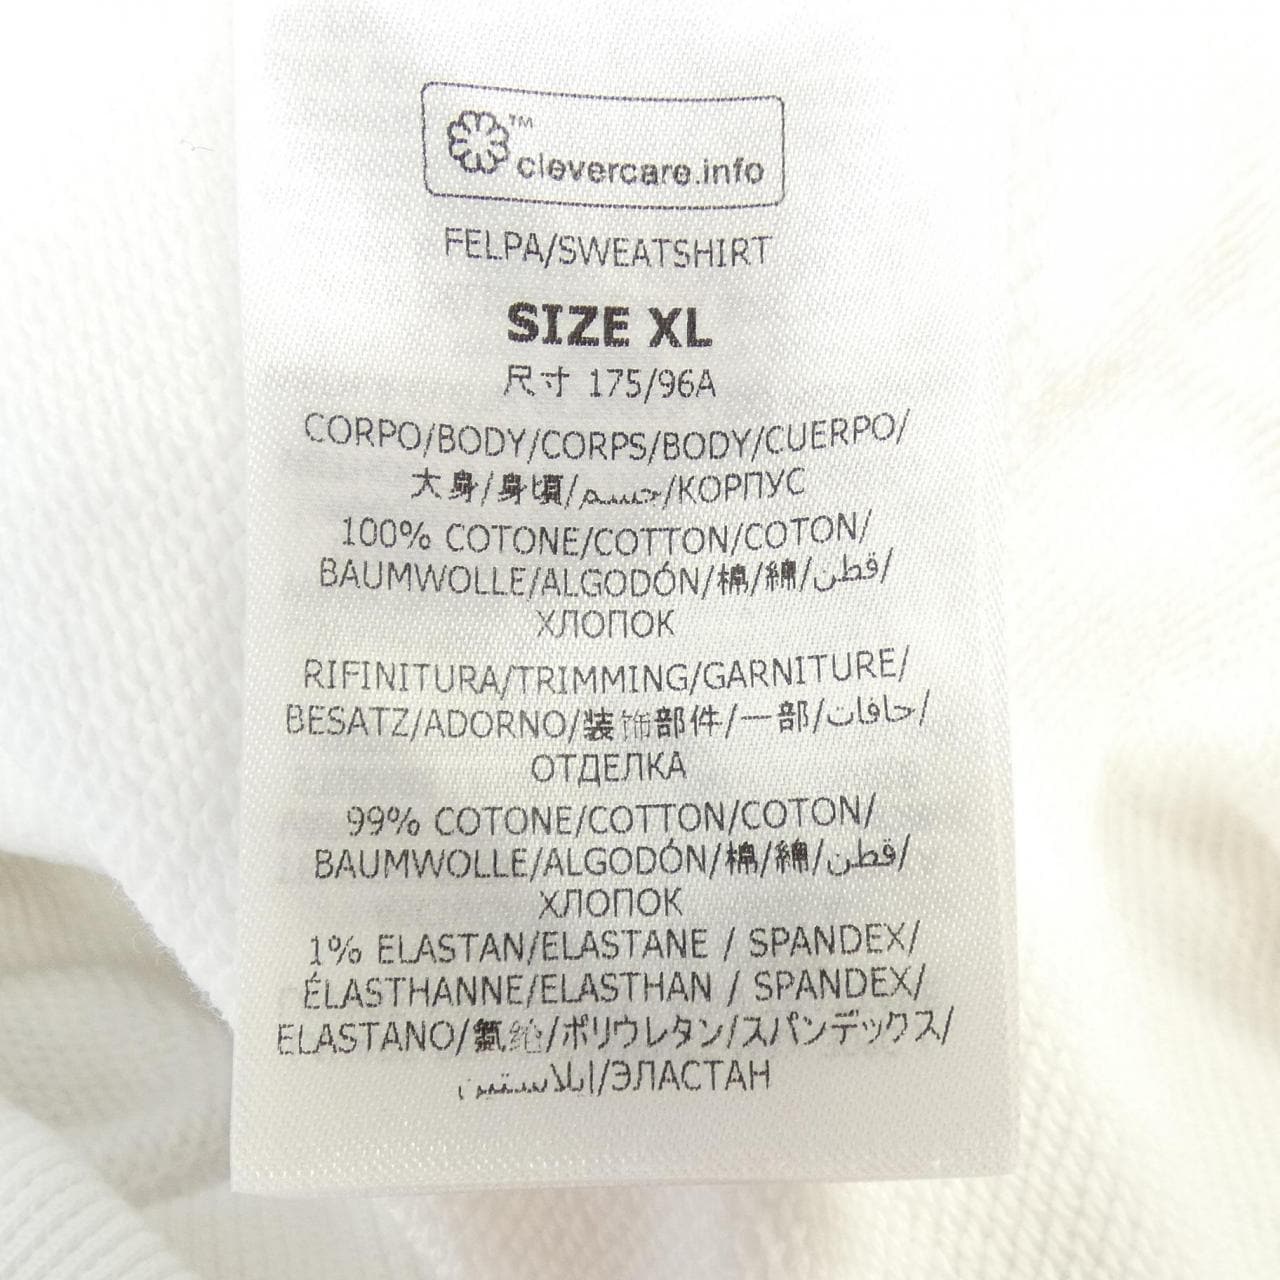 ™ clevercare.info
FELPA/SWEATSHIRT
SIZE XL
尺寸 175/96A
CORPO/BODY/CORPS/BODY/CUERPO/
大身/身頃/جسم/КОРПУС
100% COTONE/COTTON/COTON/
BAUMWOLLE/ALGODÓN/棉/綿/قطن/
ХЛОПОК
RIFINITURA/TRIMMING/GARNITURE/
BESATZ/ADORNO/装饰部件/一部/حافات/
ОТДЕЛКА
99% COTONE/COTTON/COTON/
BAUMWOLLE/ALGODÓN/棉/綿/قطن/
ХЛОПОК
1% ELASTAN/ELASTANE / SPANDEX/
ÉLASTHANNE/ELASTHAN / SPANDEX/
ELASTANO/氨纶/ポリウレタン/スパンデックス/
ايلاستين/ЭЛАСТАН